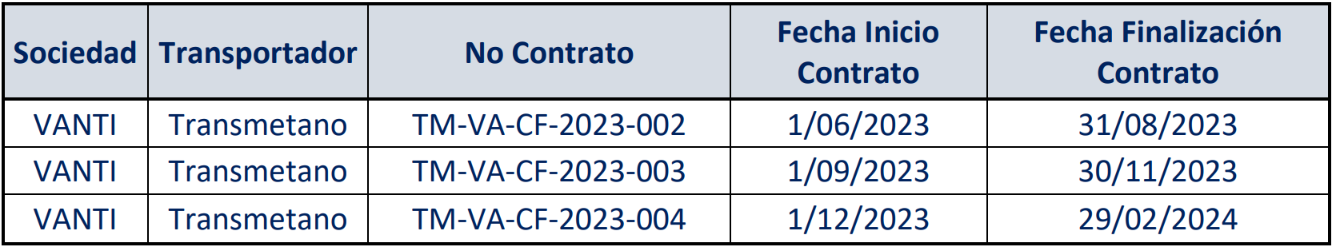 Sociedad Transportador No Contrato Fecha Inicio Contrato Fecha Finalización Contrato
VANTI Transmetano TM-VA-CF-2023-002 1/06/2023 31/08/2023
VANTI Transmetano TM-VA-CF-2023-003 1/09/2023 30/11/2023
VANTI Transmetano TM-VA-CF-2023-004 1/12/2023 29/02/2024